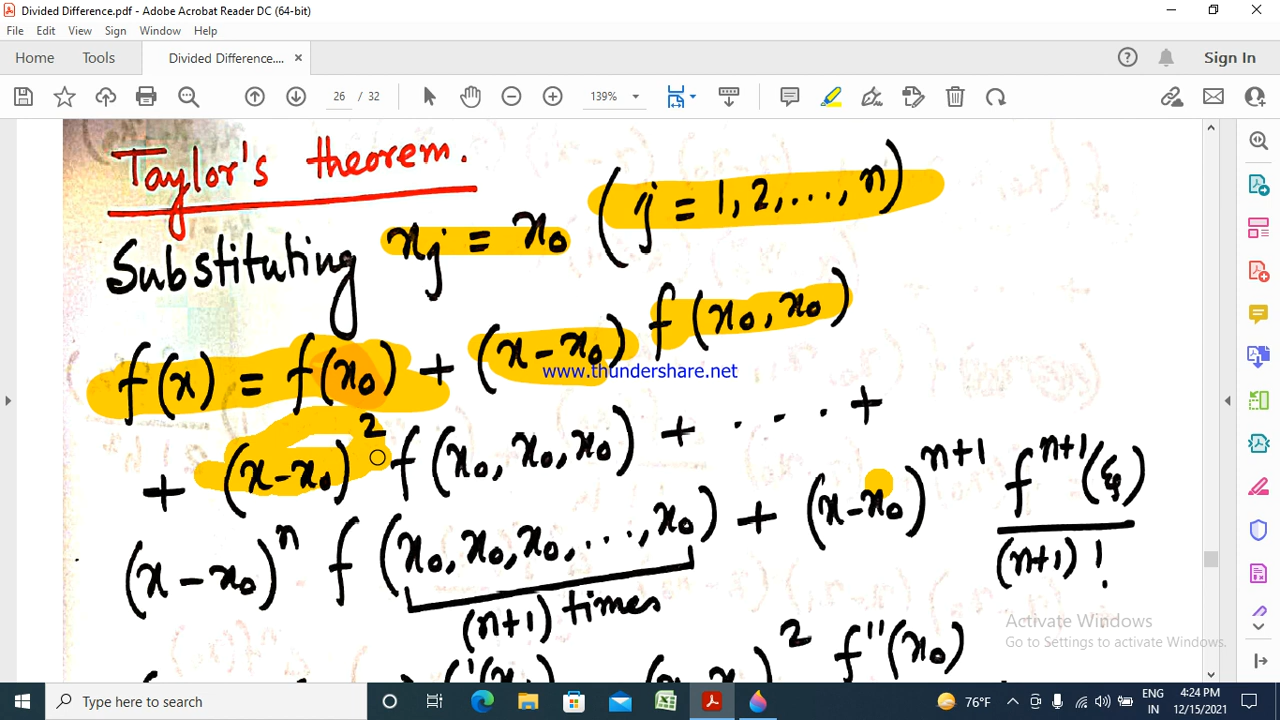 Divided Difference.pdf - Adobe Acrobat Reader DC (64-bit)
File Edit View Sign Window Help
Home Tools Divided Difference.... × Sign In
26 / 32 139%
Taylor's theorem.
Substituting xj = x₀ (j = 1, 2, ..., n)
f(x) = f(x₀) + (x-x₀) f(x₀, x₀)
www.thundershare.net
+ (x-x₀)² f(x₀, x₀, x₀) + ... +
(x-x₀)ⁿ f(x₀, x₀, x₀, ..., x₀) + (x-x₀)ⁿ⁺¹ fⁿ⁺¹(ξ)
(n+1)!
(n+1) times
² f''(x₀)
Activate Windows
Go to Settings to activate Windows.
Type here to search
76°F
ENG
IN
4:24 PM
12/15/2021